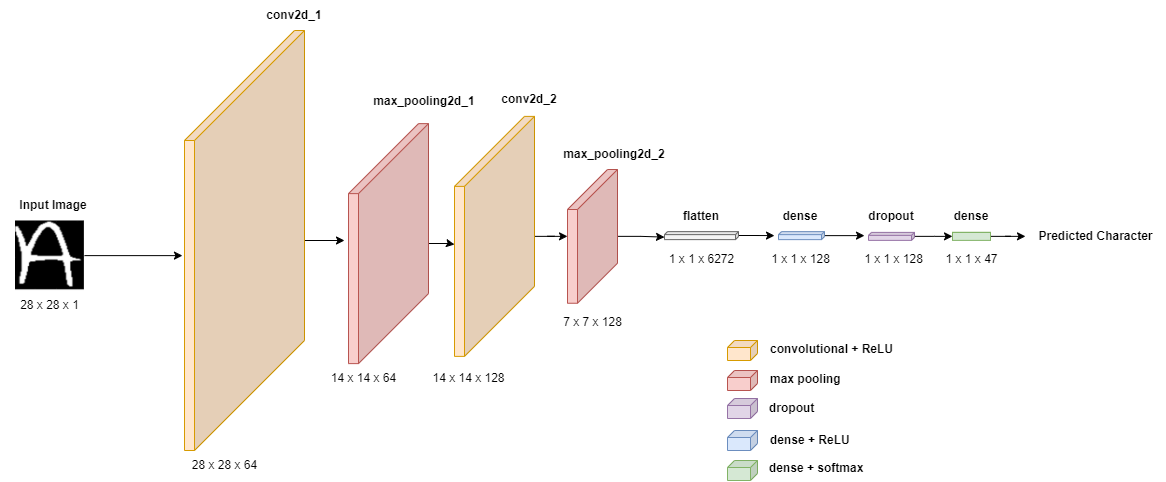 conv2d_1
max_pooling2d_1
conv2d_2
max_pooling2d_2
Input Image
A
flatten
dense
dropout
dense
Predicted Character
1 x 1 x 6272
1 x 1 x 128
1 x 1 x 128
1 x 1 x 47
28 x 28 x 1
7 x 7 x 128
14 x 14 x 64
14 x 14 x 128
28 x 28 x 64
convolutional + ReLU
max pooling
dropout
dense + ReLU
dense + softmax